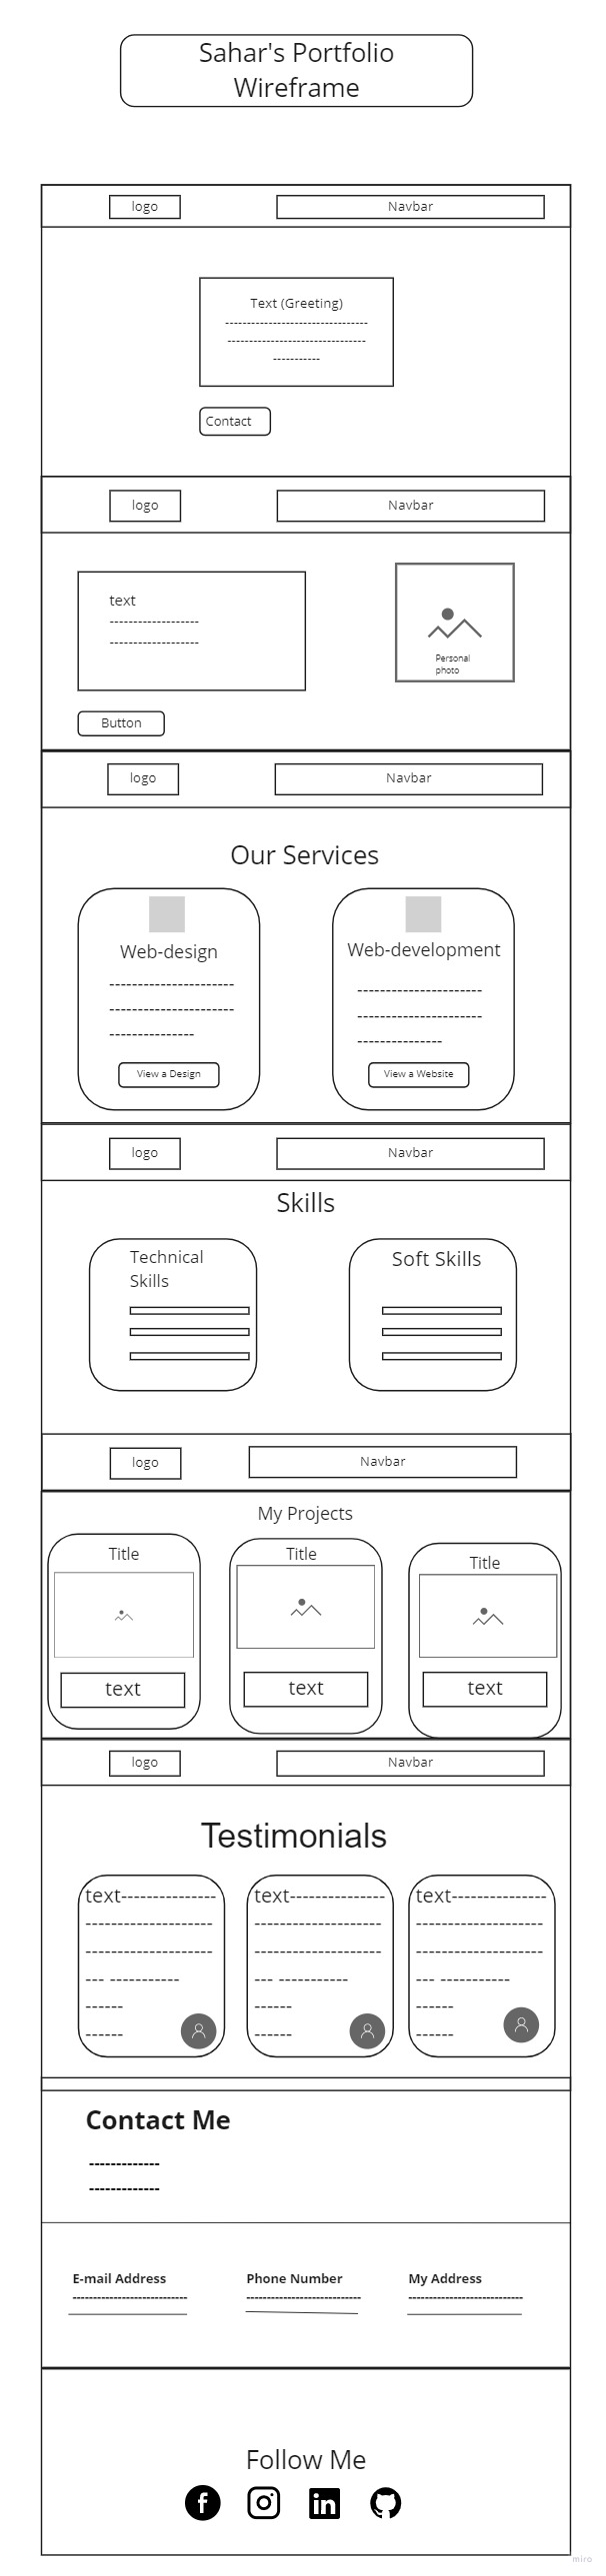 Sahar's Portfolio
Wireframe
logo
Navbar
Text (Greeting)
--------------------------------
-------------------------------
-----------
Contact
logo
Navbar
text
--------------------
--------------------
Personal
photo
Button
logo
Navbar
Our Services
Web-design
Web-development
----------------------
----------------------
---------------
----------------------
----------------------
---------------
View a Design
View a Website
logo
Navbar
Skills
Technical
Skills
Soft Skills
logo
Navbar
My Projects
Title
Title
Title
text
text
text
logo
Navbar
Testimonials
text---------------
--------------------
--------------------
--- -----------
------
------
text---------------
--------------------
--------------------
--- -----------
------
------
text---------------
--------------------
--------------------
--- -----------
------
------
Contact Me
-------------
-------------
E-mail Address
----------------------------
Phone Number
----------------------------
My Address
----------------------------
Follow Me
miro